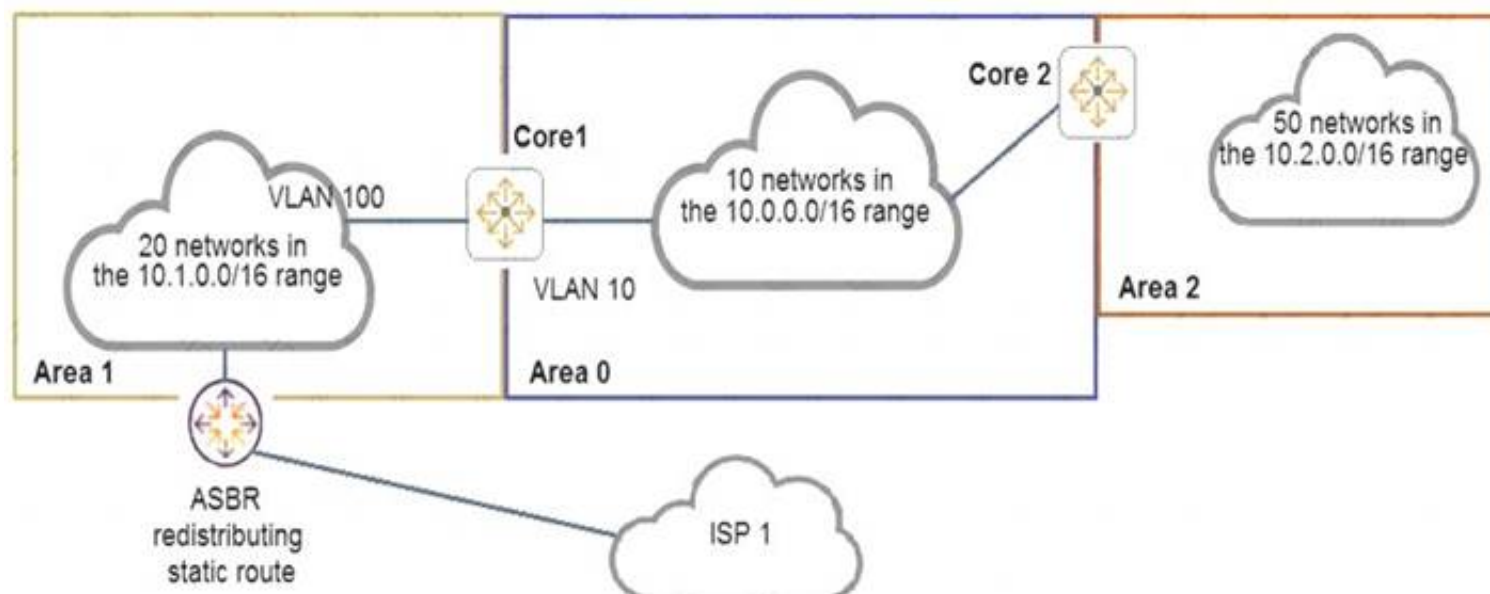 Core 2
50 networks in
the 10.2.0.0/16 range
Core1
VLAN 100
10 networks in
the 10.0.0.0/16 range
20 networks in
the 10.1.0.0/16 range
VLAN 10
Area 2
Area 1
Area 0
ASBR
redistributing
static route
ISP 1